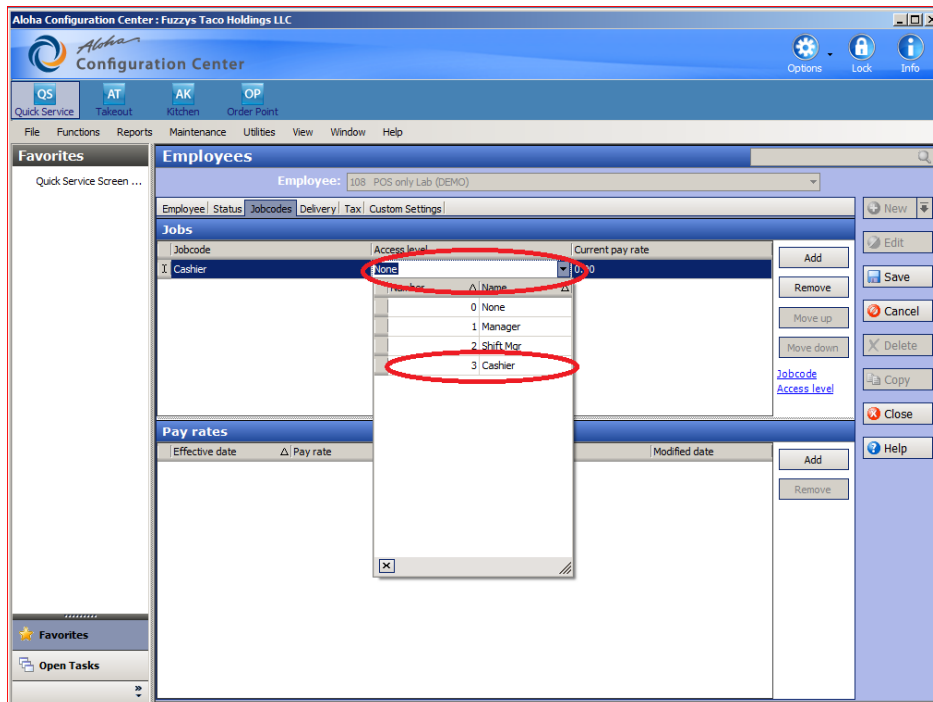 Aloha Configuration Center : Fuzzys Taco Holdings LLC
Aloha
Configuration Center
Options
Lock
Info
QS
AT
AK
OP
Quick Service
Takeout
Kitchen
Order Point
File Functions Reports Maintenance Utilities View Window Help
Favorites
Quick Service Screen ...
Employees
Employee: 108 POS only Lab (DEMO)
Employee Status Jobcodes Delivery Tax Custom Settings
Jobs
Jobcode Access level Current pay rate
Cashier None 0.00
Number Name
0 None
1 Manager
2 Shift Mgr
3 Cashier
Add
Remove
Move up
Move down
Jobcode
Access level
Pay rates
Effective date Pay rate Modified date
Add
Remove
New
Edit
Save
Cancel
Delete
Copy
Close
Help
Favorites
Open Tasks